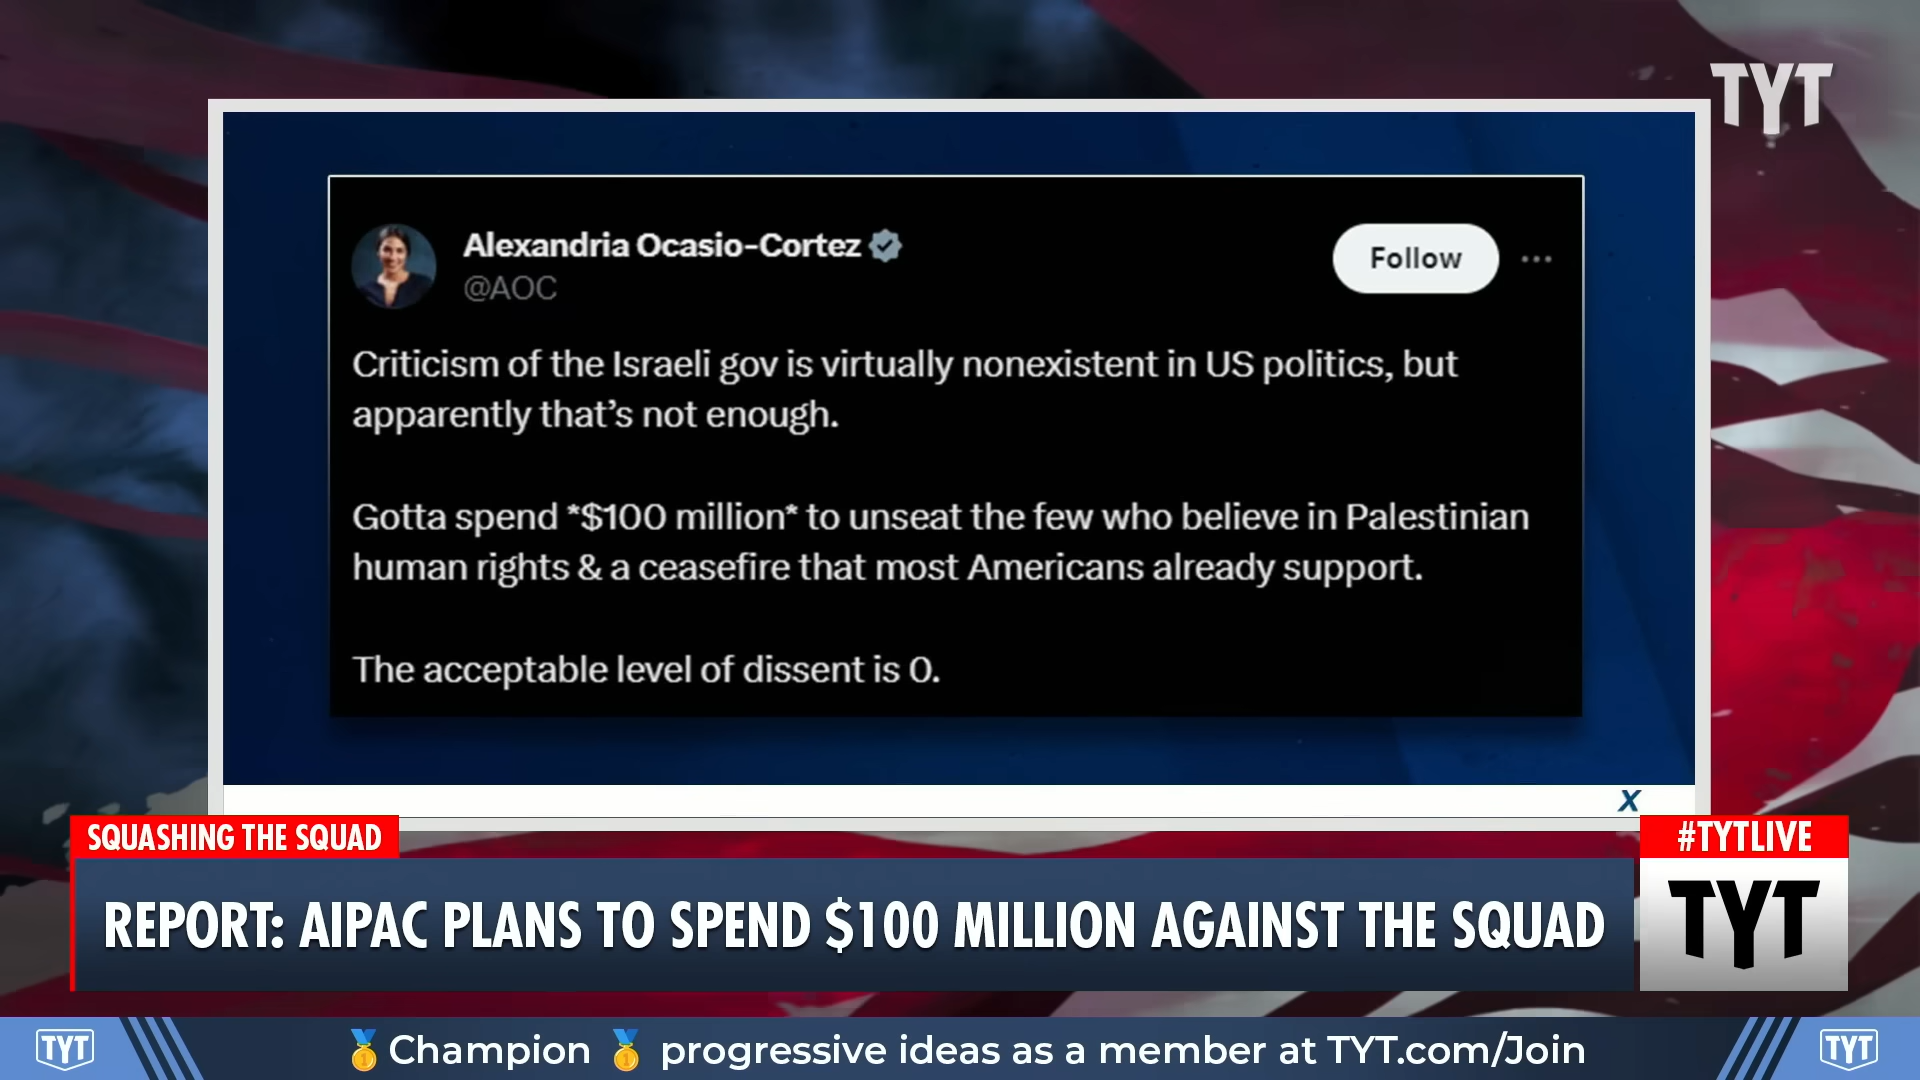 TYT
Alexandria Ocasio-Cortez
@AOC
Follow
Criticism of the Israeli gov is virtually nonexistent in US politics, but
apparently that's not enough.
Gotta spend *$100 million* to unseat the few who believe in Palestinian
human rights & a ceasefire that most Americans already support.
The acceptable level of dissent is 0.
X
SQUASHING THE SQUAD
#TYTLIVE
REPORT: AIPAC PLANS TO SPEND $100 MILLION AGAINST THE SQUAD
TYT
TYT
🏅Champion 🏅 progressive ideas as a member at TYT.com/Join
TYT